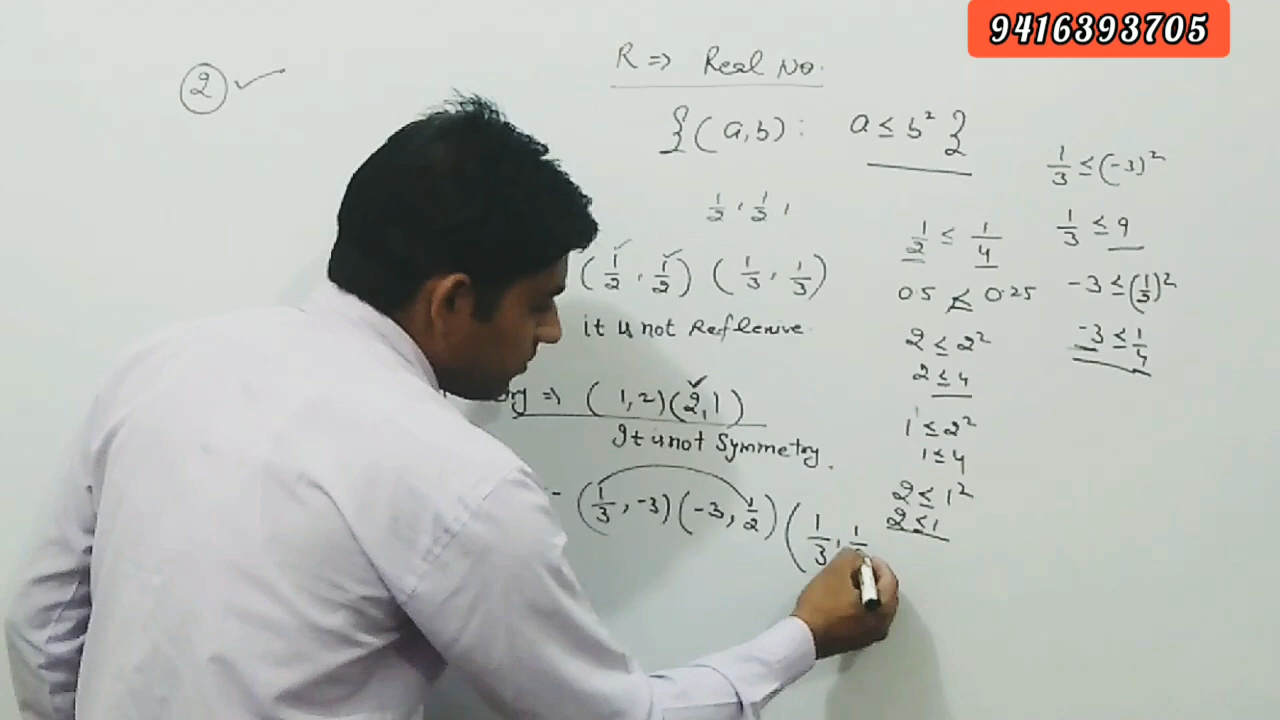 9416393705
2
R ⇒ Real No.
{(a,b) : a ≤ b² }
1/2, 1/2,
(1/2, 1/2) (1/3, 1/3)
it is not Reflexive.
⇒ (1,2)(2,1)
It is not Symmetry.
(1/3, -3)(-3, 1/2)(1/3, 1
1/2 ≤ 1/4
0.5 ≰ 0.25
2 ≤ 2²
2 ≤ 4
1 ≤ 2²
1 ≤ 4
2 ≤ 1²
2 ≤ 1
1/3 ≤ (-3)²
1/3 ≤ 9
-3 ≤ (1/3)²
-3 ≤ 1/4